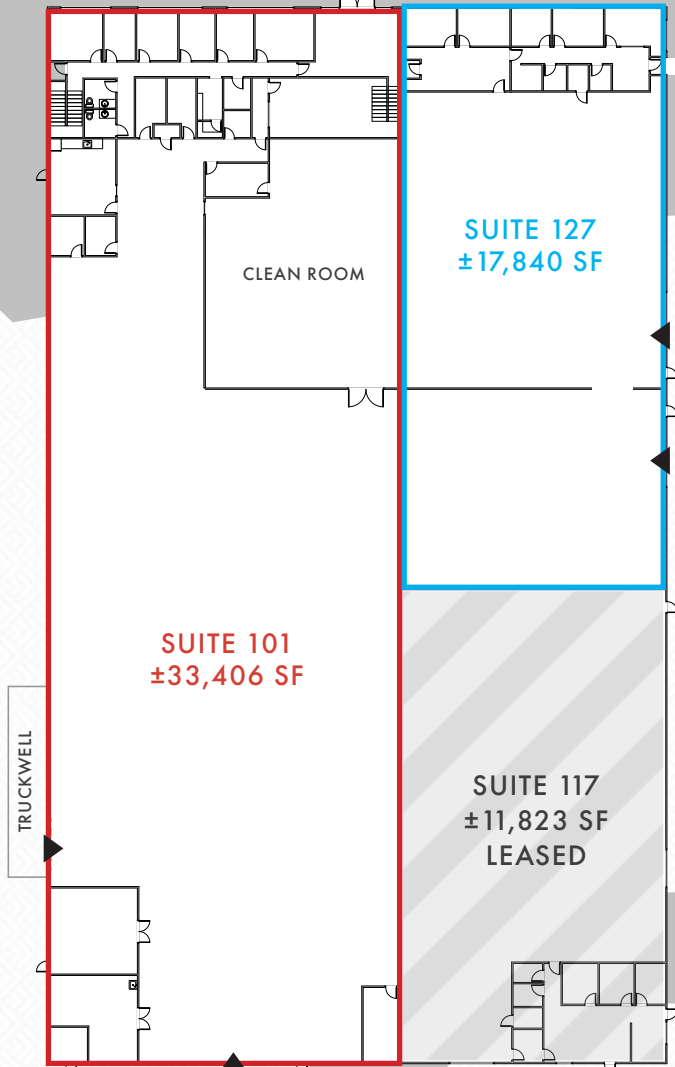 SUITE 127
±17,840 SF
CLEAN ROOM
SUITE 101
±33,406 SF
TRUCKWELL
SUITE 117
±11,823 SF
LEASED